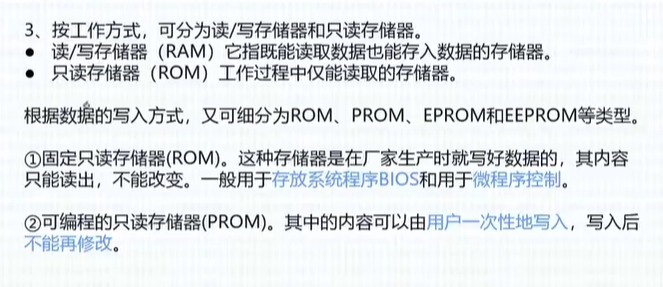 3、按工作方式，可分为读/写存储器和只读存储器。
● 读/写存储器（RAM）它指既能读取数据也能存入数据的存储器。
● 只读存储器（ROM）工作过程中仅能读取的存储器。
根据数据的写入方式，又可细分为ROM、PROM、EPROM和EEPROM等类型。
①固定只读存储器(ROM)。这种存储器是在厂家生产时就写好数据的，其内容
只能读出，不能改变。一般用于存放系统程序BIOS和用于微程序控制。
②可编程的只读存储器(PROM)。其中的内容可以由用户一次性地写入，写入后
不能再修改。